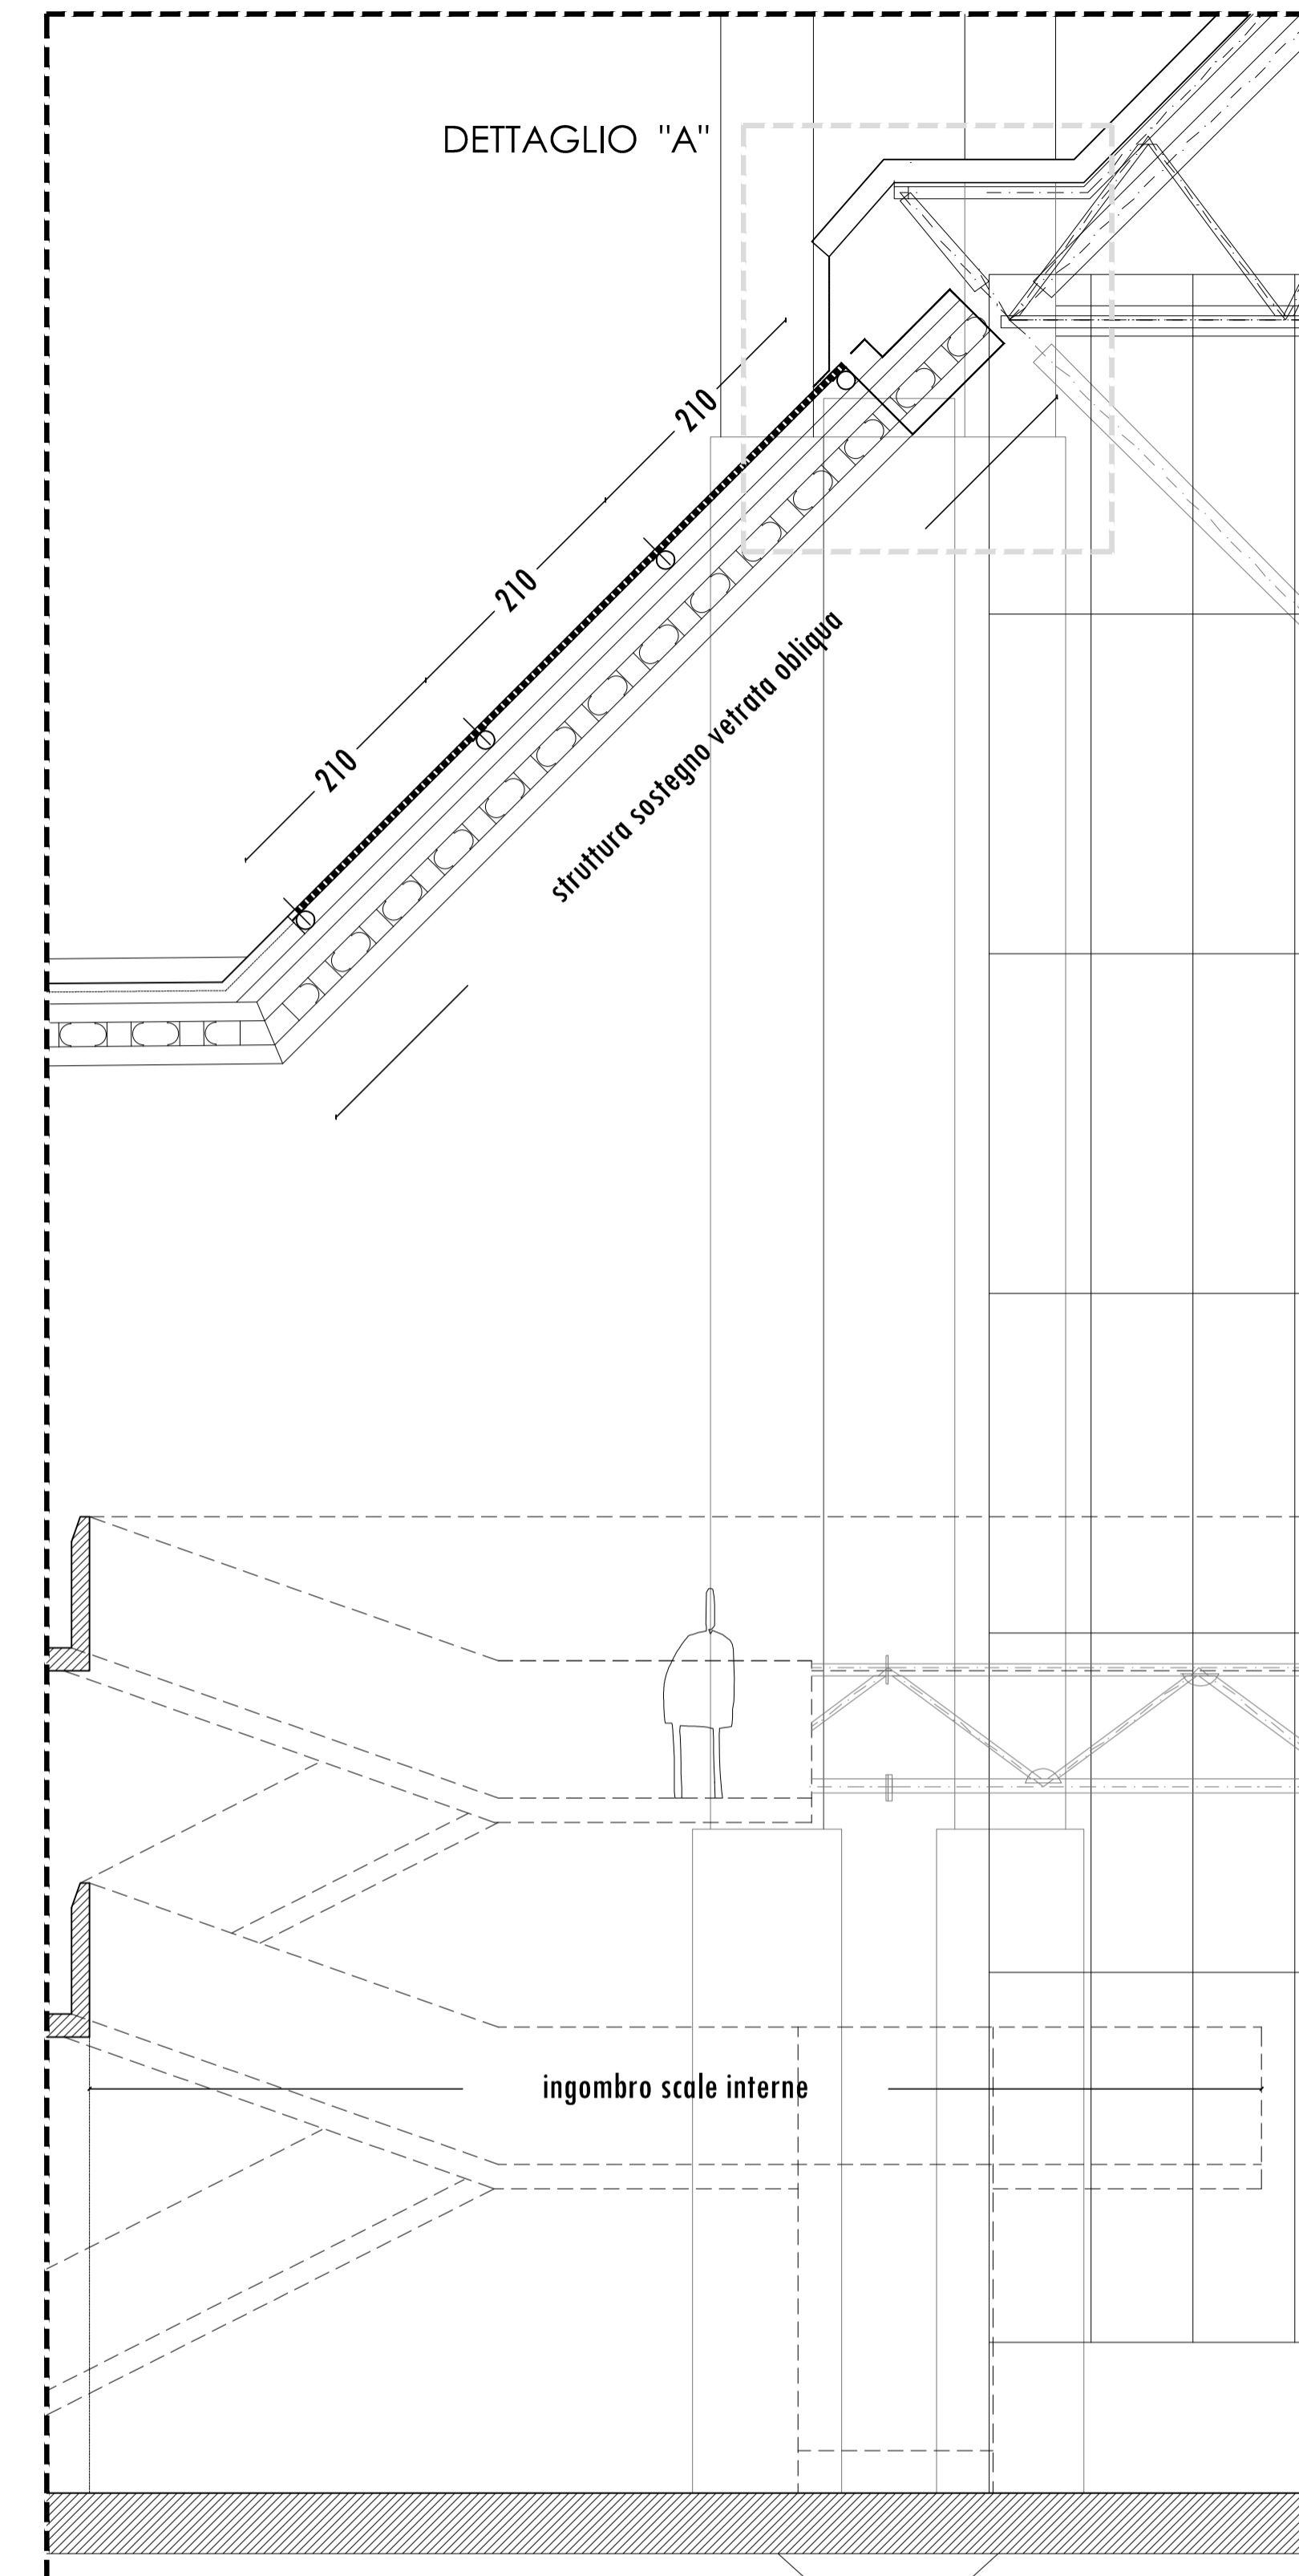 DETTAGLIO "A"
210
210
210
struttura sostegno vetrata obliqua
ingombro scale interne